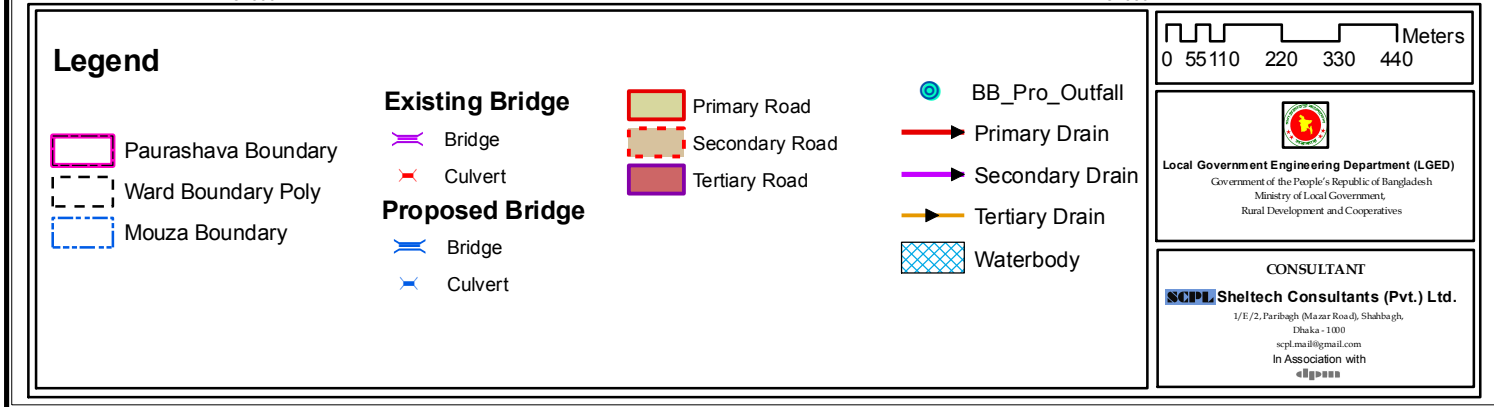 Legend
Paurashava Boundary
Ward Boundary Poly
Mouza Boundary
Existing Bridge
Bridge
Culvert
Proposed Bridge
Bridge
Culvert
Primary Road
Secondary Road
Tertiary Road
BB_Pro_Outfall
Primary Drain
Secondary Drain
Tertiary Drain
Waterbody
Meters
0 55 110 220 330 440
Local Government Engineering Department (LGED)
Government of the People's Republic of Bangladesh
Ministry of Local Government,
Rural Development and Cooperatives
CONSULTANT
SCPL Sheltech Consultants (Pvt.) Ltd.
1/E/2, Paribagh (Mazar Road), Shahbagh,
Dhaka - 1000
scpl.mail@gmail.com
In Association with
dpm